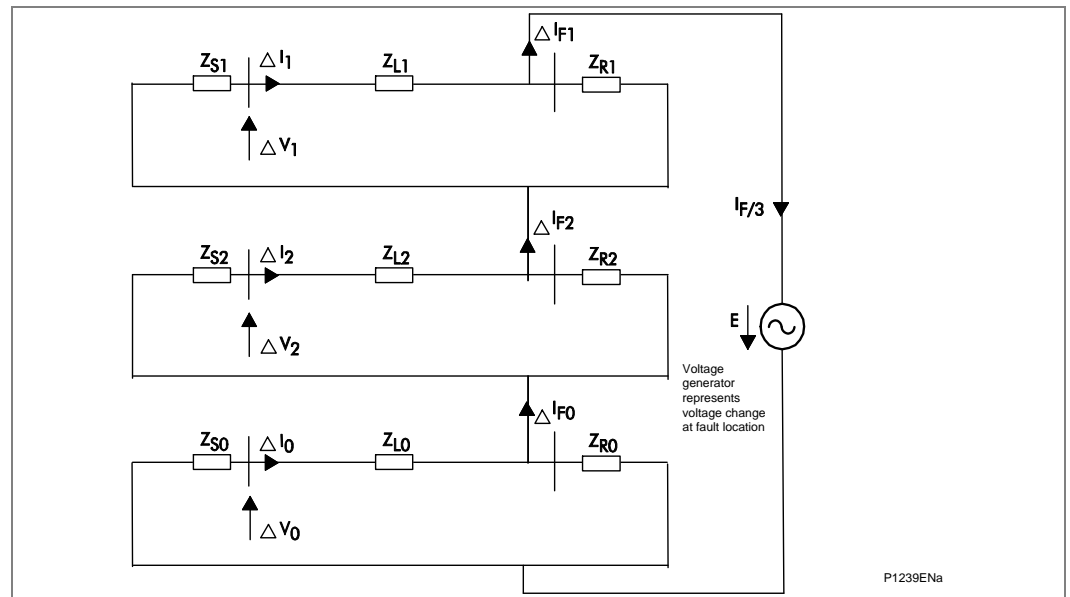 △ IF1
ZS1 △ I1 ZL1 ZR1
△ V1
IF/3
△ IF2
ZS2 △ I2 ZL2 ZR2
E
△ V2
Voltage
generator
represents
voltage change
at fault location
△ IF0
ZS0 △ I0 ZL0 ZR0
△ V0
P1239ENa